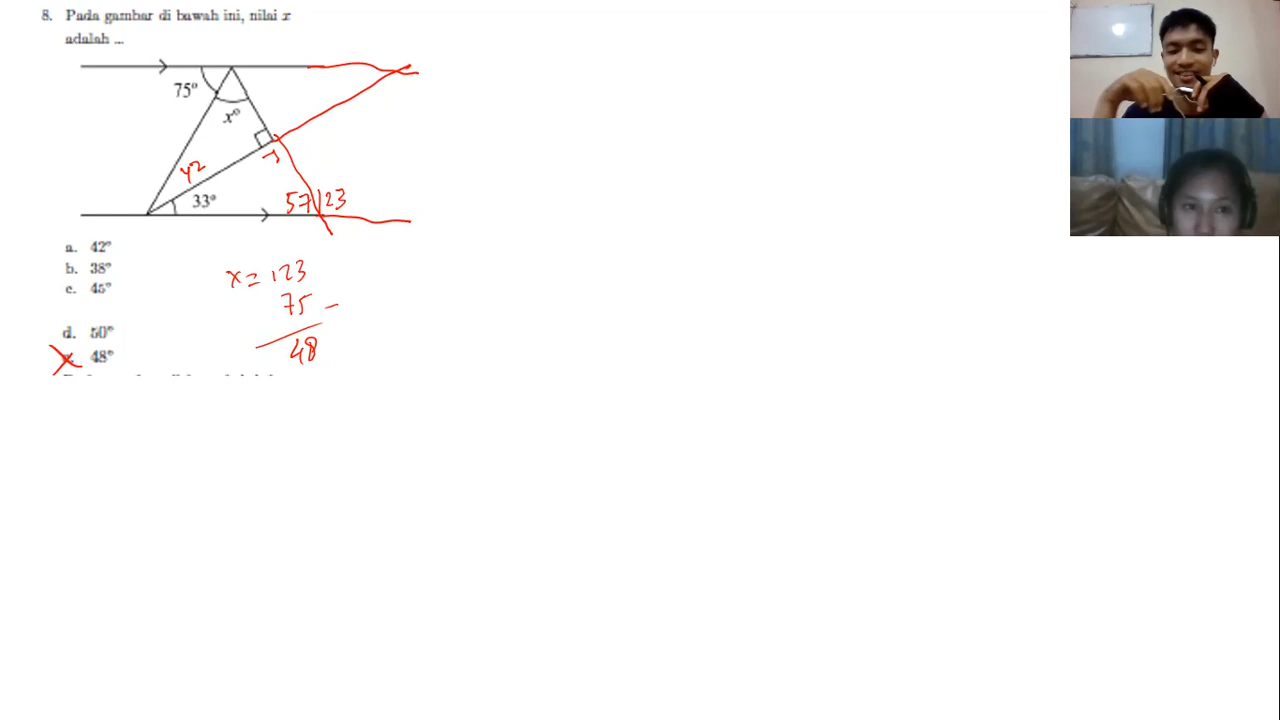 8. Pada gambar di bawah ini, nilai x
adalah ...
75°
x°
42
33°
57 123
a. 42°
b. 38°
c. 45°
d. 50°
48°
x = 123
75 -
48